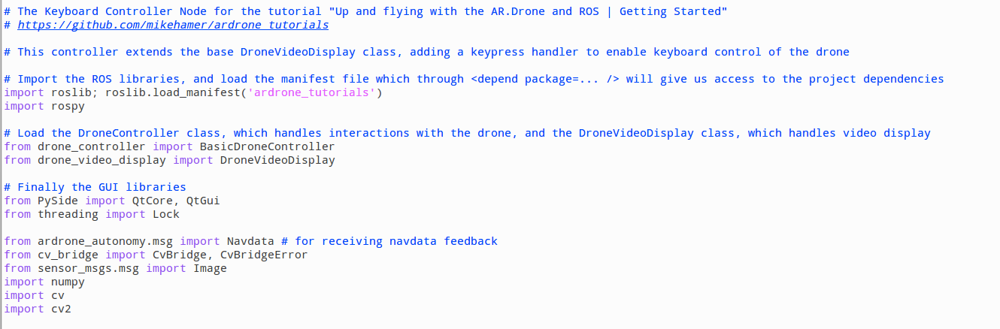 # The Keyboard Controller Node for the tutorial "Up and flying with the AR.Drone and ROS | Getting Started"
# https://github.com/mikehamer/ardrone_tutorials
# This controller extends the base DroneVideoDisplay class, adding a keypress handler to enable keyboard control of the drone
# Import the ROS libraries, and load the manifest file which through <depend package=... /> will give us access to the project dependencies
import roslib; roslib.load_manifest('ardrone_tutorials')
import rospy
# Load the DroneController class, which handles interactions with the drone, and the DroneVideoDisplay class, which handles video display
from drone_controller import BasicDroneController
from drone_video_display import DroneVideoDisplay
# Finally the GUI libraries
from PySide import QtCore, QtGui
from threading import Lock
from ardrone_autonomy.msg import Navdata # for receiving navdata feedback
from cv_bridge import CvBridge, CvBridgeError
from sensor_msgs.msg import Image
import numpy
import cv
import cv2